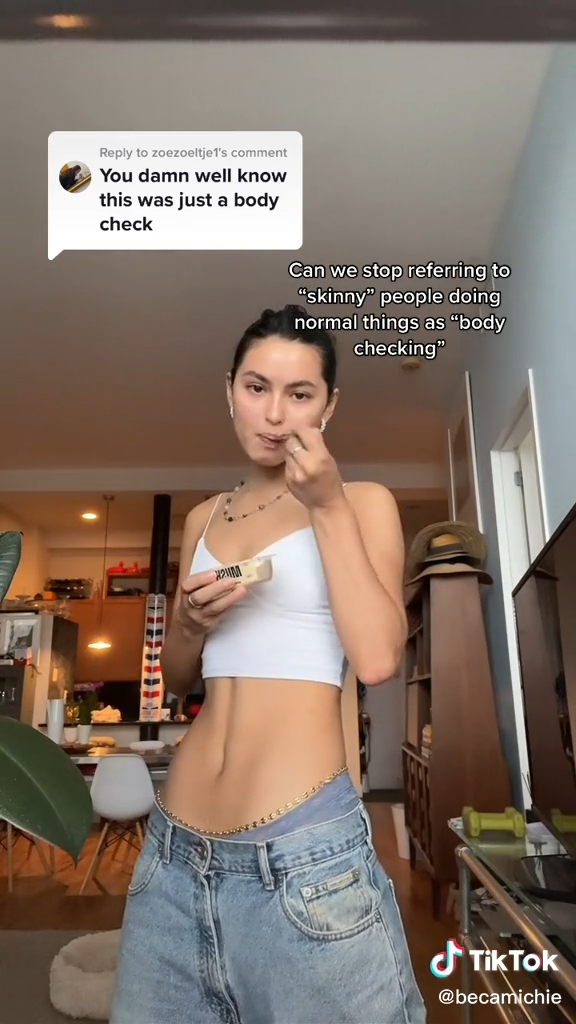 Reply to zoezoeltje1's comment
You damn well know
this was just a body
check
Can we stop referring to
“skinny” people doing
normal things as “body
checking”
TikTok
@becamichie